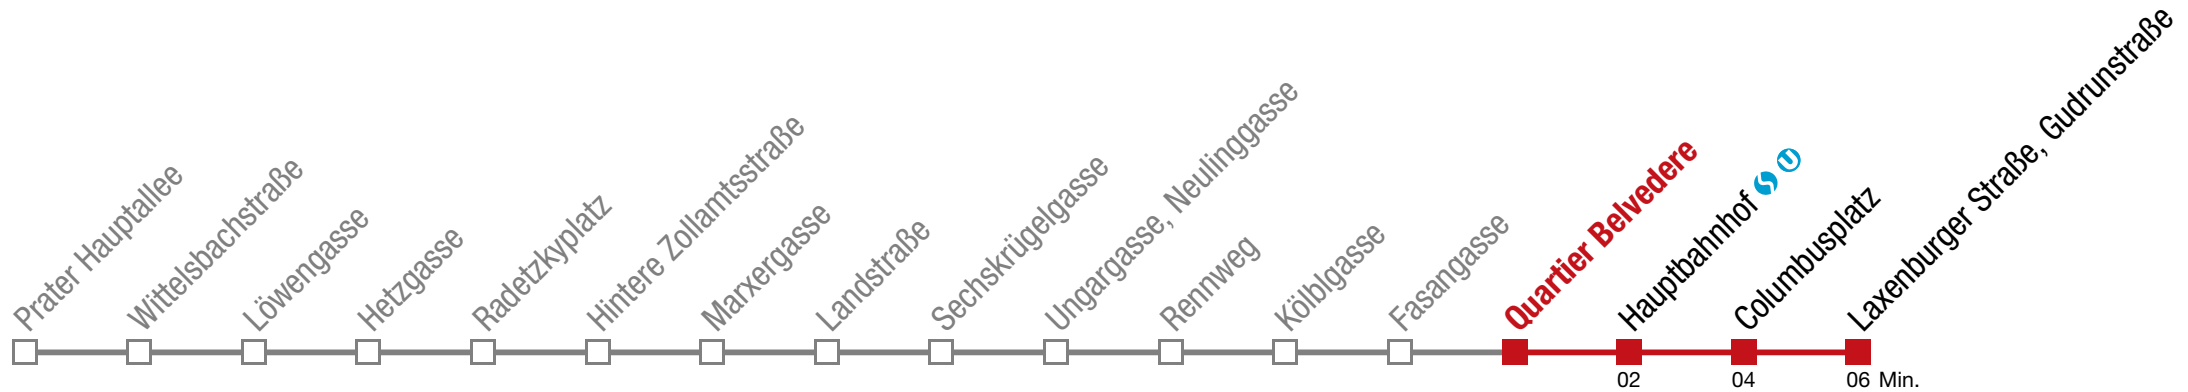 Prater Hauptallee
Wittelsbachstraße
Löwengasse
Hetzgasse
Radetzkyplatz
Hintere Zollamtsstraße
Marxergasse
Landstraße
Sechskrügelgasse
Ungargasse, Neulinggasse
Rennweg
Kölblgasse
Fasangasse
Quartier Belvedere
Hauptbahnhof S U
Columbusplatz
Laxenburger Straße, Gudrunstraße
02 04 06 Min.